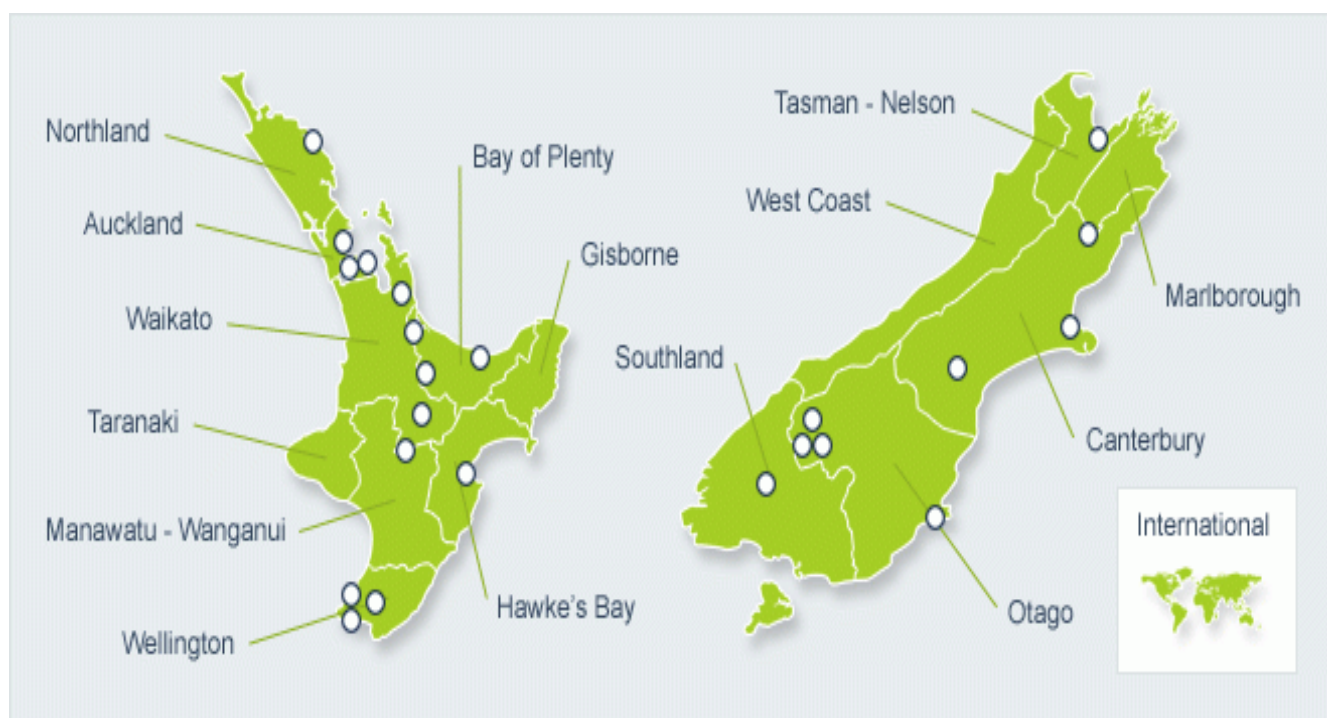 Northland
Auckland
Waikato
Taranaki
Manawatu - Wanganui
Wellington
Bay of Plenty
Gisborne
Hawke's Bay
Tasman - Nelson
West Coast
Southland
Marlborough
Canterbury
Otago
International